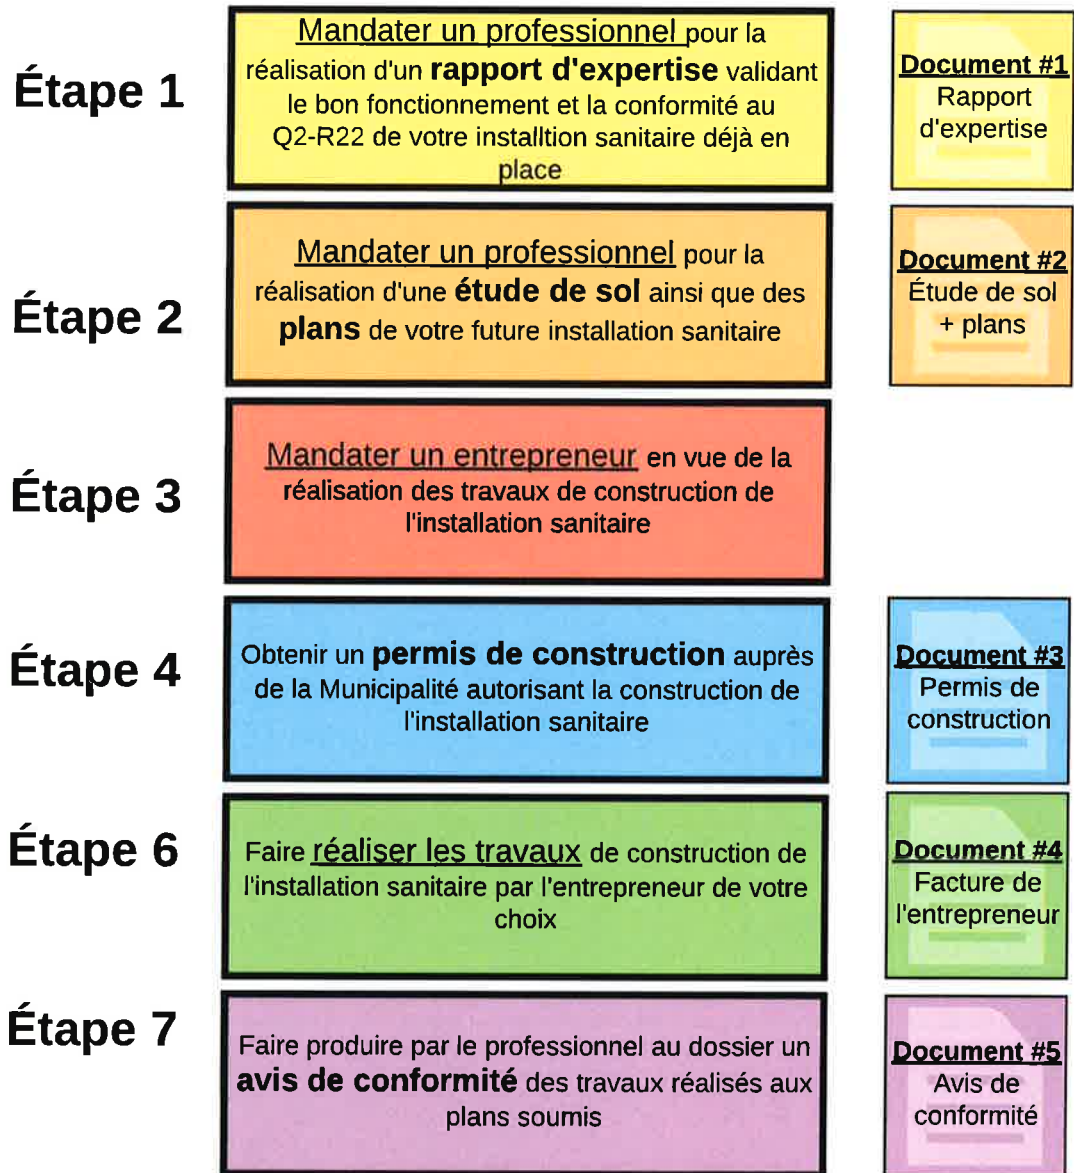 Étape 1
Mandater un professionnel pour la
réalisation d'un rapport d'expertise validant
le bon fonctionnement et la conformité au
Q2-R22 de votre installtion sanitaire déjà en
place
Document #1
Rapport
d'expertise
Étape 2
Mandater un professionnel pour la
réalisation d'une étude de sol ainsi que des
plans de votre future installation sanitaire
Document #2
Étude de sol
+ plans
Étape 3
Mandater un entrepreneur en vue de la
réalisation des travaux de construction de
l'installation sanitaire
Étape 4
Obtenir un permis de construction auprès
de la Municipalité autorisant la construction de
l'installation sanitaire
Document #3
Permis de
construction
Étape 6
Faire réaliser les travaux de construction de
l'installation sanitaire par l'entrepreneur de votre
choix
Document #4
Facture de
l'entrepreneur
Étape 7
Faire produire par le professionnel au dossier un
avis de conformité des travaux réalisés aux
plans soumis
Document #5
Avis de
conformité